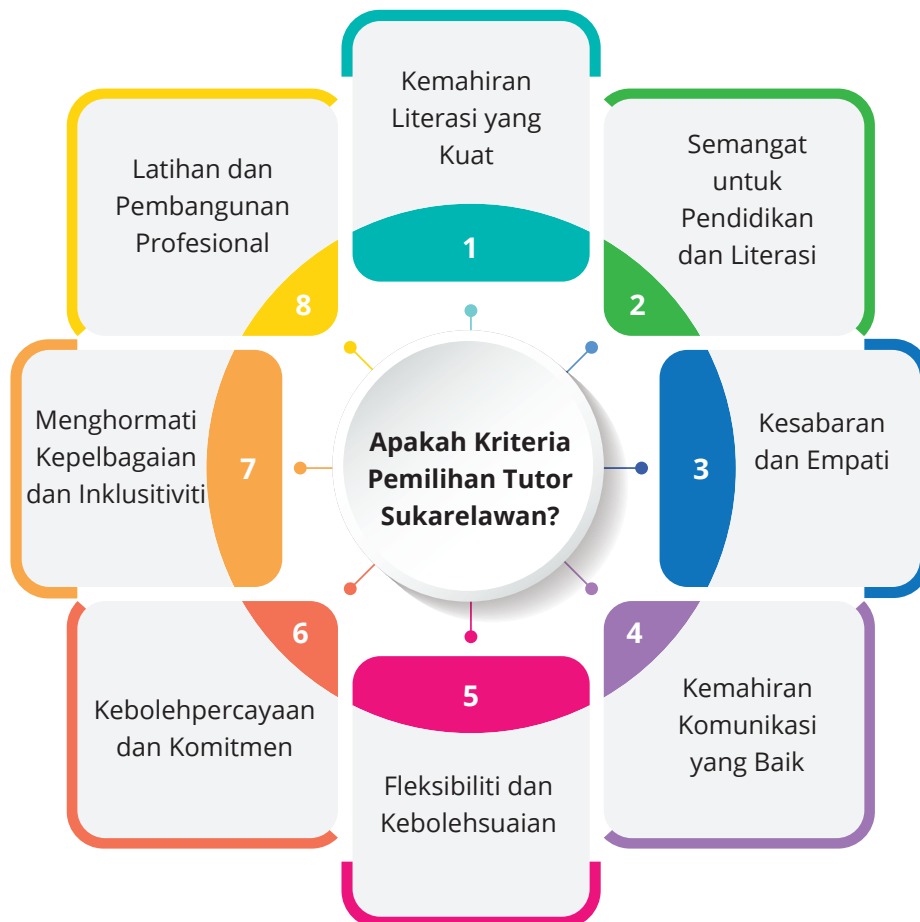 Apakah Kriteria
Pemilihan Tutor
Sukarelawan?
Kemahiran
Literasi yang
Kuat
1
Semangat
untuk
Pendidikan
dan Literasi
2
Kesabaran
dan Empati
3
Kemahiran
Komunikasi
yang Baik
4
5
Fleksibiliti dan
Kebolehsuaian
6
Kebolehpercayaan
dan Komitmen
Menghormati
Kepelbagaian
dan Inklusitiviti
7
Latihan dan
Pembangunan
Profesional
8